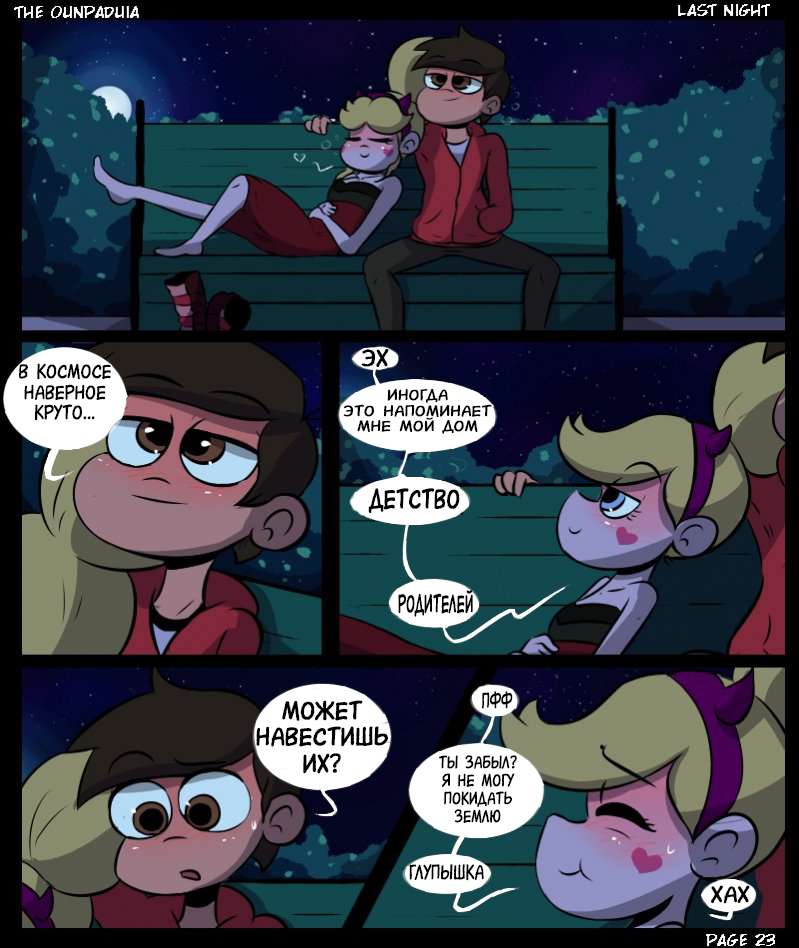 THE OUNPADUIA
LAST NIGHT
В КОСМОСЕ
НАВЕРНОЕ
КРУТО...
ЭХ
ИНОГДА
ЭТО НАПОМИНАЕТ
МНЕ МОЙ ДОМ
ДЕТСТВО
РОДИТЕЛЕЙ
МОЖЕТ
НАВЕСТИШЬ
ИХ?
ПФФ
ТЫ ЗАБЫЛ?
Я НЕ МОГУ
ПОКИДАТЬ
ЗЕМЛЮ
ГЛУПЫШКА
ХАХ
PAGE 23